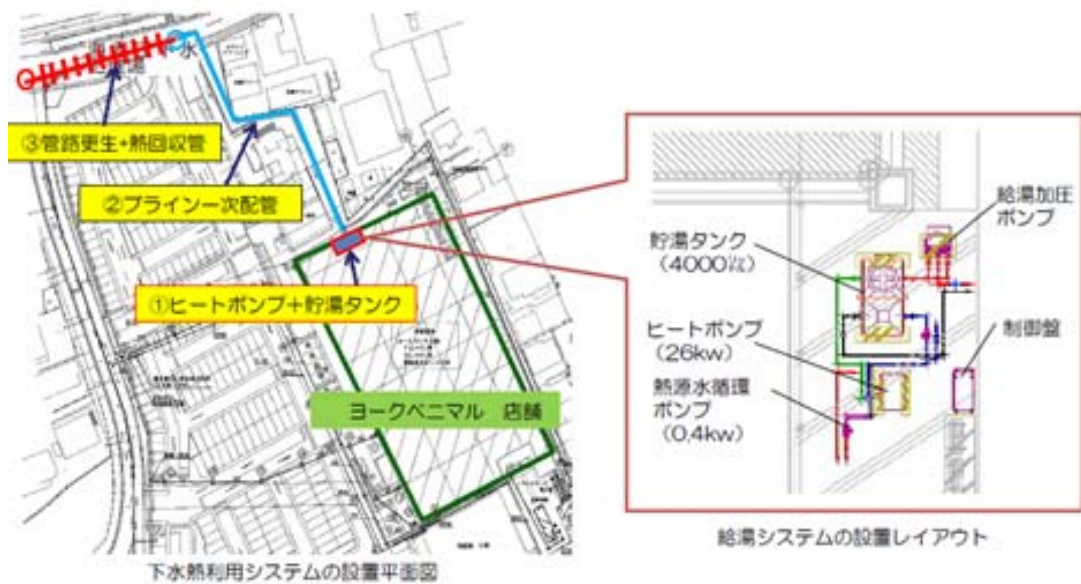 水
③管路更生+熱回収管
②ブライン一次配管
①ヒートポンプ+貯湯タンク
ヨークベニマル 店舗
下水熱利用システムの設置平面図
給湯加圧
ポンプ
貯湯タンク
(4000㍑)
ヒートポンプ
(26kw)
制御盤
熱源水循環
ポンプ
(0.4kw)
給湯システムの設置レイアウト